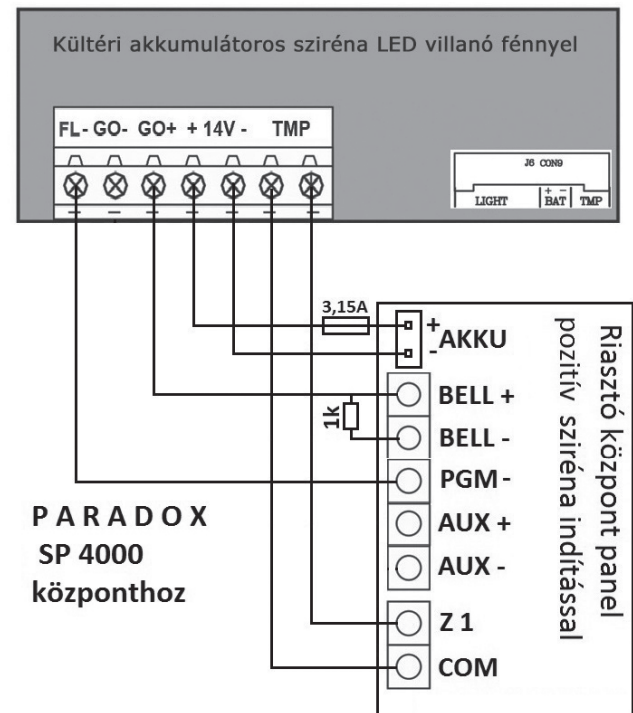 Kültéri akkumulátoros sziréna LED villanó fénnyel
FL- GO- GO+ + 14V - TMP
J6 CON9
LIGHT
+ -
BAT
TMP
3,15A
+
-
AKKU
1k
BELL +
BELL -
PGM -
AUX +
AUX -
Z 1
COM
Riasztó központ panel
pozitív sziréna indítással
PARADOX
SP 4000
központhoz